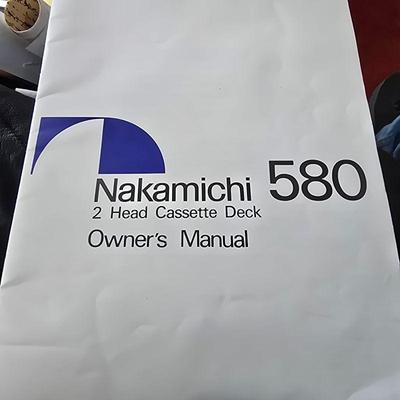 Nakamichi 580
2 Head Cassette Deck
Owner's Manual